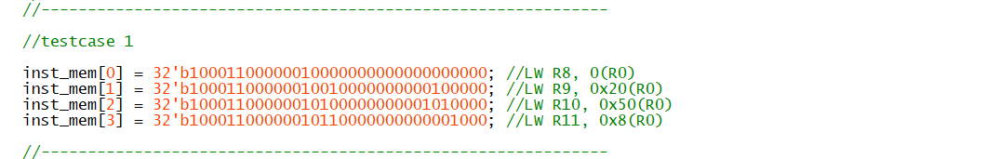 //-------------------------------------------------------------
//testcase 1
inst_mem[0] = 32'b10001100000010000000000000000000; //LW R8, 0(R0)
inst_mem[1] = 32'b10001100000010010000000000100000; //LW R9, 0x20(R0)
inst_mem[2] = 32'b10001100000010100000000001010000; //LW R10, 0x50(R0)
inst_mem[3] = 32'b10001100000010110000000000001000; //LW R11, 0x8(R0)
//-------------------------------------------------------------